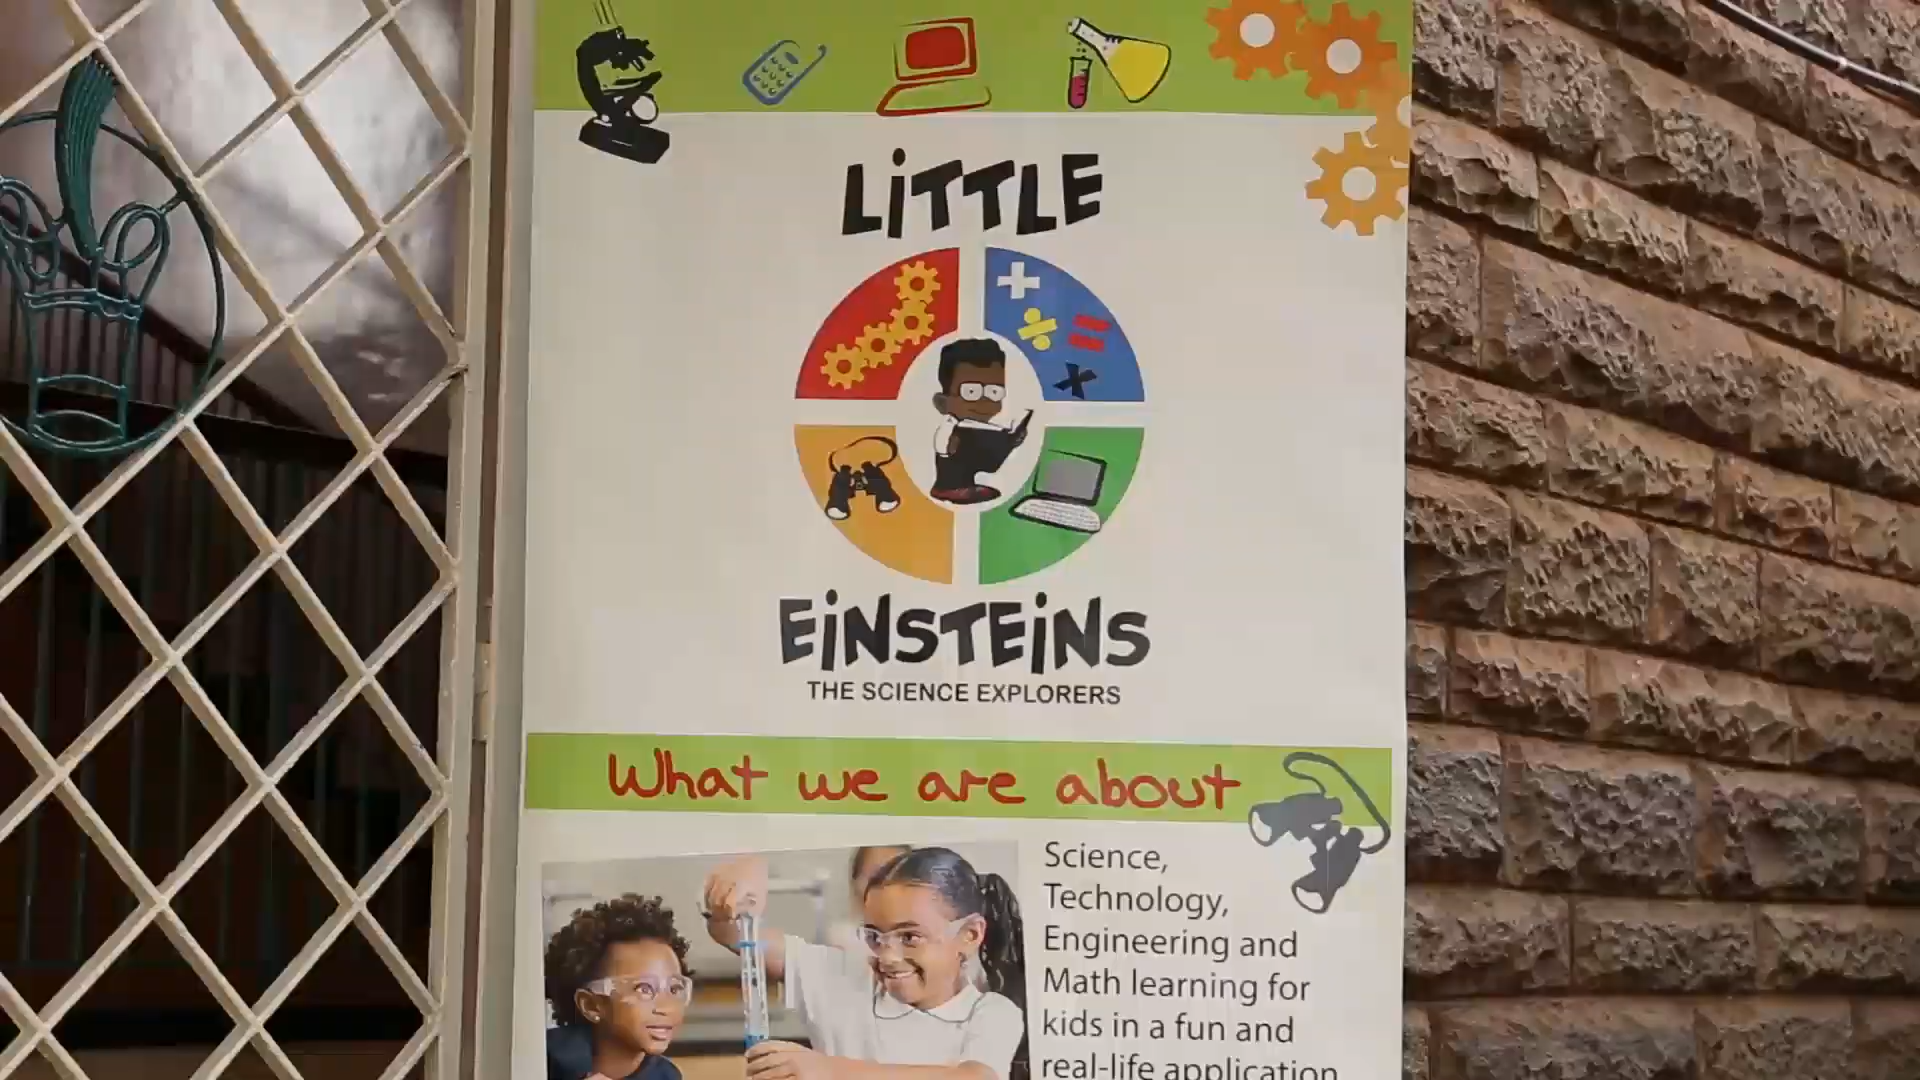 LiTTLE
EiNSTEiNS
THE SCIENCE EXPLORERS
What we are about
Science,
Technology,
Engineering and
Math learning for
kids in a fun and
real-life application